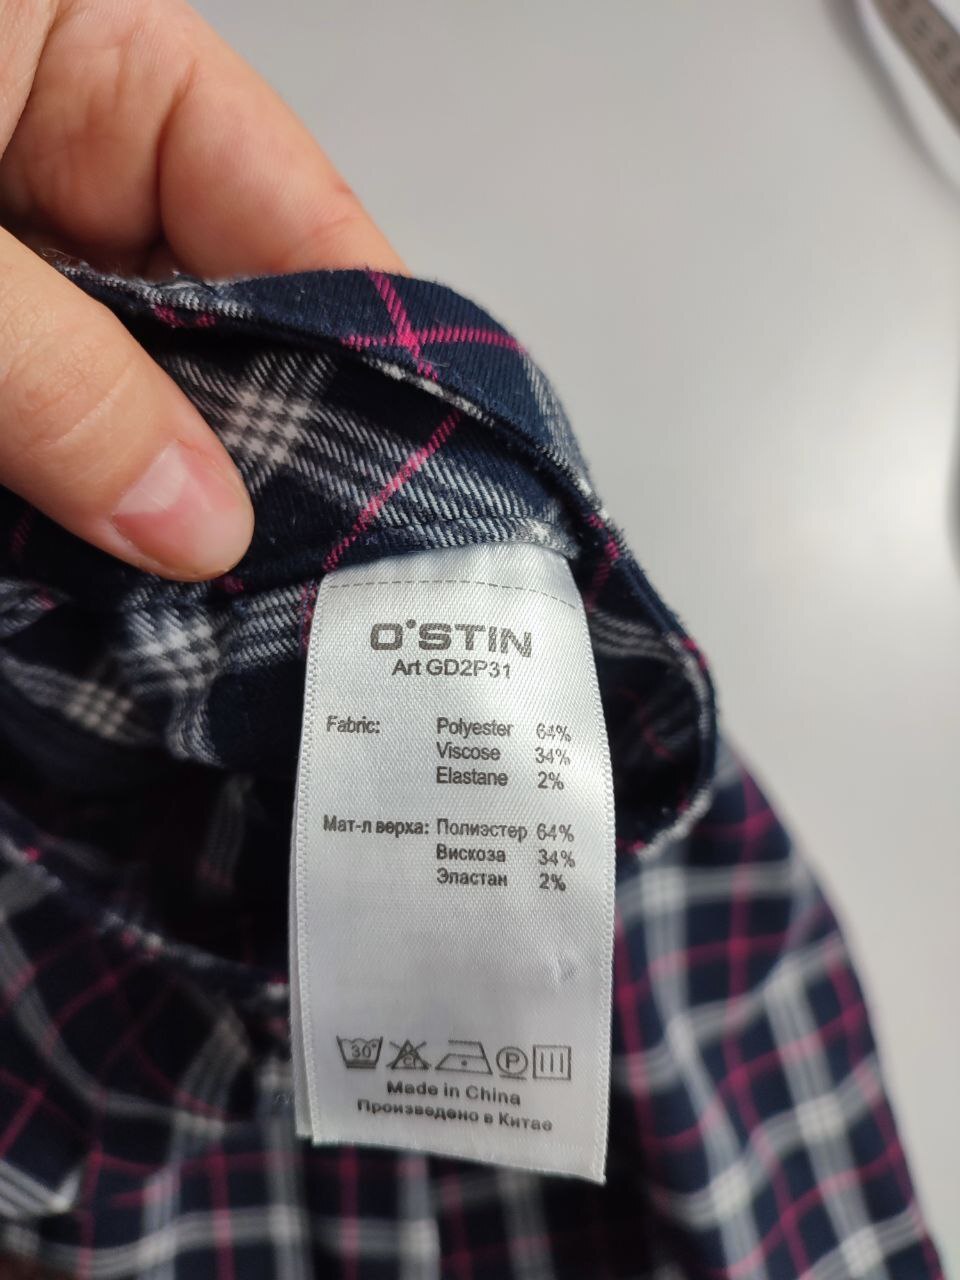 O'STIN
Art GD2P31
Fabric: Polyester 64%
Viscose 34%
Elastane 2%
Мат-л верха: Полиэстер 64%
Вискоза 34%
Эластан 2%
30° CL P
Made in China
Произведено в Китае